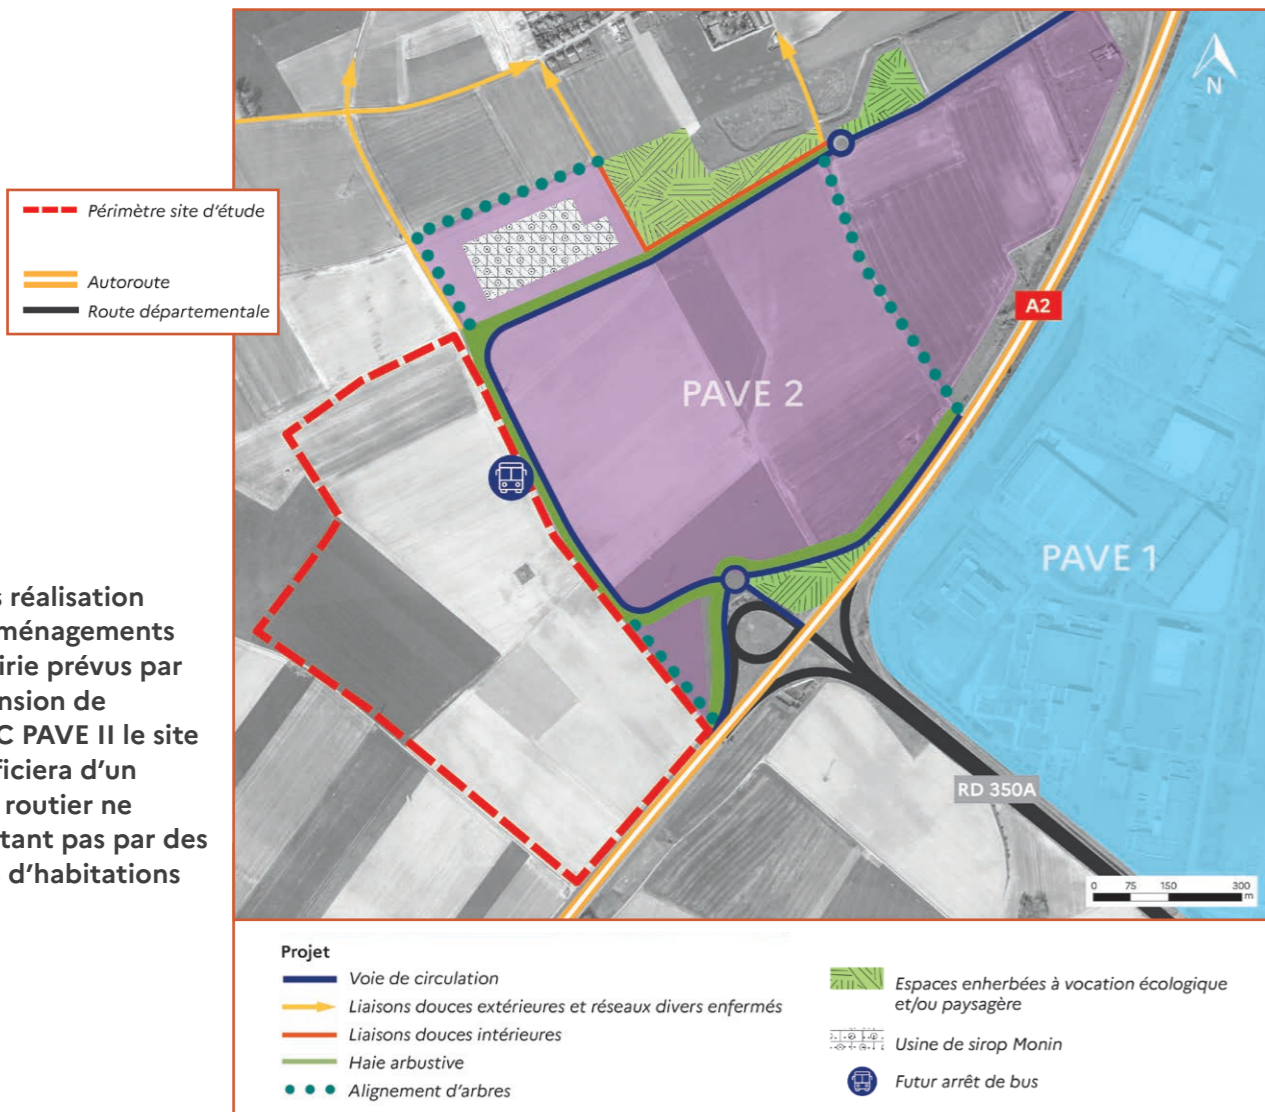 Périmètre site d'étude
Autoroute
Route départementale
s réalisation
ménagements
irie prévus par
nsion de
C PAVE II le site
ficiera d'un
routier ne
tant pas par des
d'habitations
N
A2
PAVE 2
PAVE 1
RD 350A
0 75 150 300
m
Projet
Voie de circulation
Liaisons douces extérieures et réseaux divers enfermés
Liaisons douces intérieures
Haie arbustive
Alignement d'arbres
Espaces enherbées à vocation écologique
et/ou paysagère
Usine de sirop Monin
Futur arrêt de bus